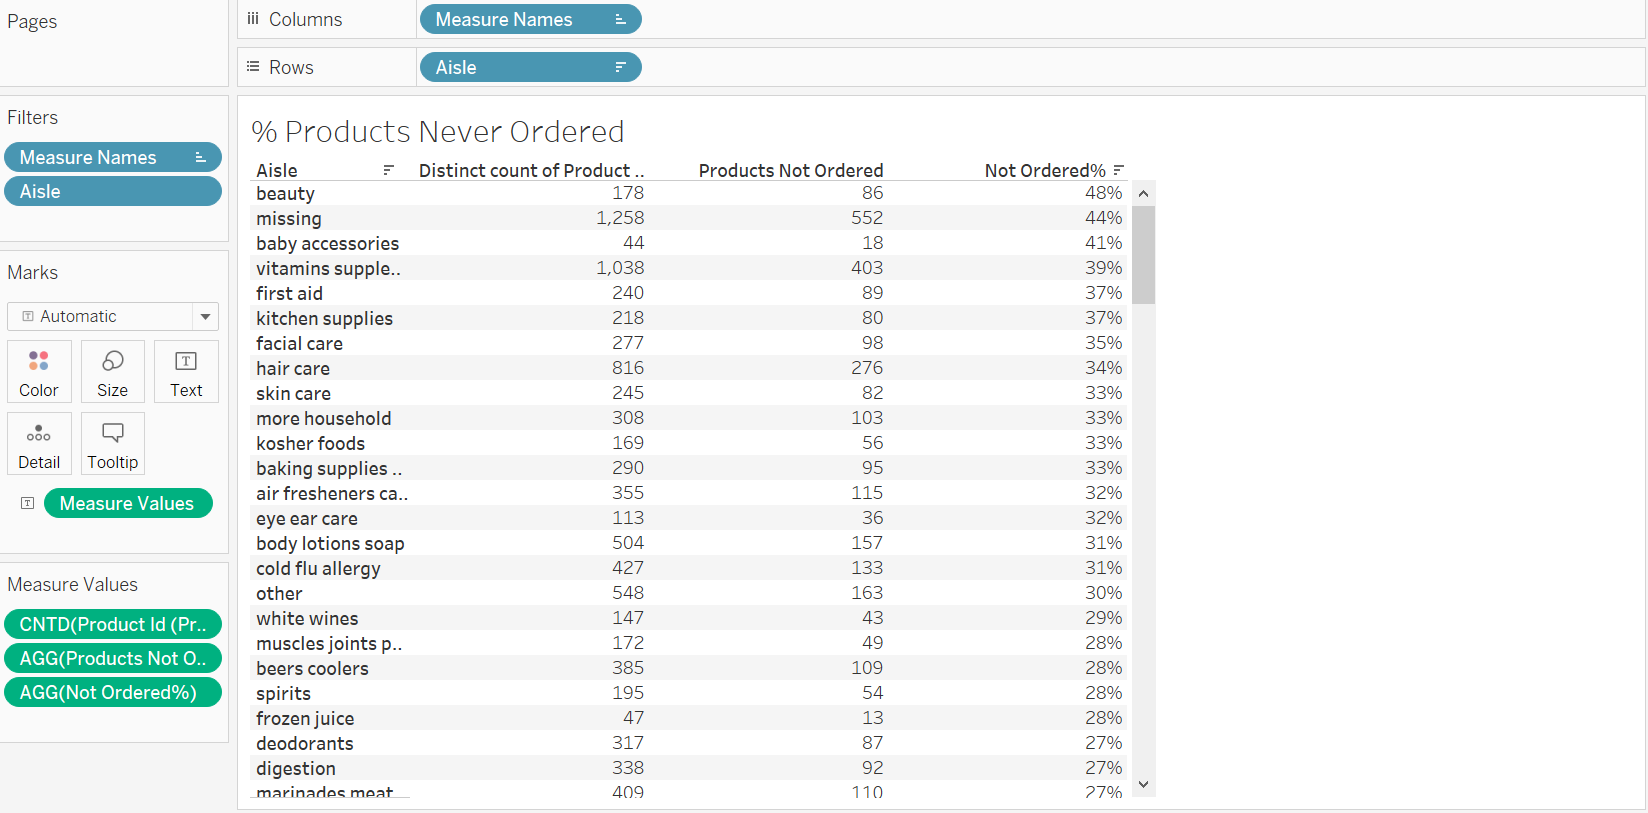 Pages
Columns
Measure Names
Rows
Aisle
Filters
Measure Names
Aisle
Marks
Automatic
Color
Size
Text
Detail
Tooltip
Measure Values
Measure Values
CNTD(Product Id (Pr..
AGG(Products Not O..
AGG(Not Ordered%)
% Products Never Ordered
Aisle Distinct count of Product .. Products Not Ordered Not Ordered%
beauty 178 86 48%
missing 1,258 552 44%
baby accessories 44 18 41%
vitamins supple.. 1,038 403 39%
first aid 240 89 37%
kitchen supplies 218 80 37%
facial care 277 98 35%
hair care 816 276 34%
skin care 245 82 33%
more household 308 103 33%
kosher foods 169 56 33%
baking supplies .. 290 95 33%
air fresheners ca.. 355 115 32%
eye ear care 113 36 32%
body lotions soap 504 157 31%
cold flu allergy 427 133 31%
other 548 163 30%
white wines 147 43 29%
muscles joints p.. 172 49 28%
beers coolers 385 109 28%
spirits 195 54 28%
frozen juice 47 13 28%
deodorants 317 87 27%
digestion 338 92 27%
marinades meat 409 110 27%